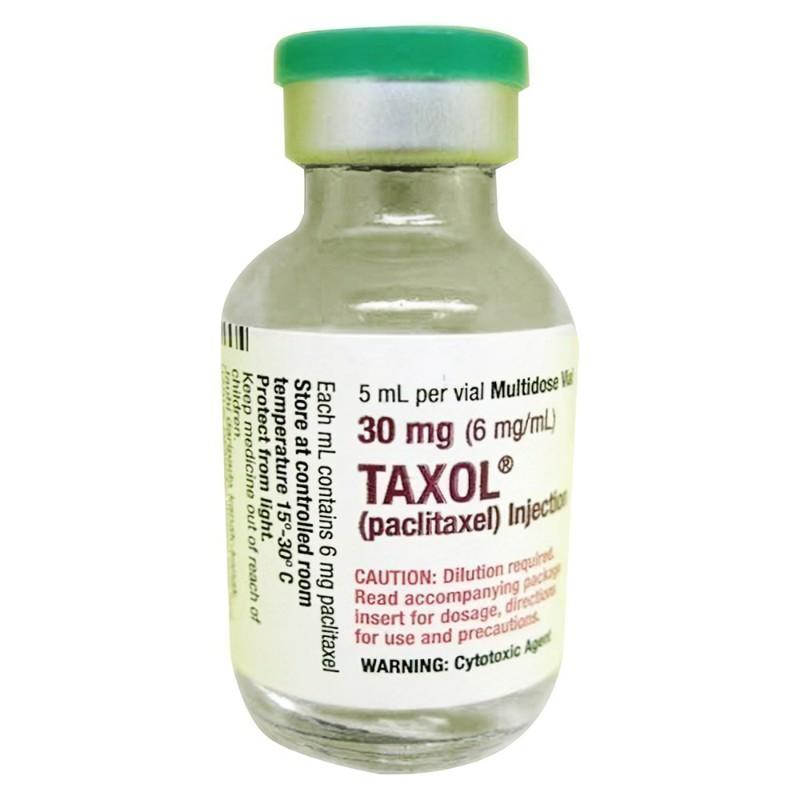 5 mL per vial Multidose Vial
30 mg (6 mg/mL)
TAXOL®
(paclitaxel) Injection
CAUTION: Dilution required.
Read accompanying package
insert for dosage, directions
for use and precautions.
WARNING: Cytotoxic Agent
Each mL contains 6 mg paclitaxel
Store at controlled room
temperature 15º-30º C
Protect from light.
Keep medicine out of reach of
children.